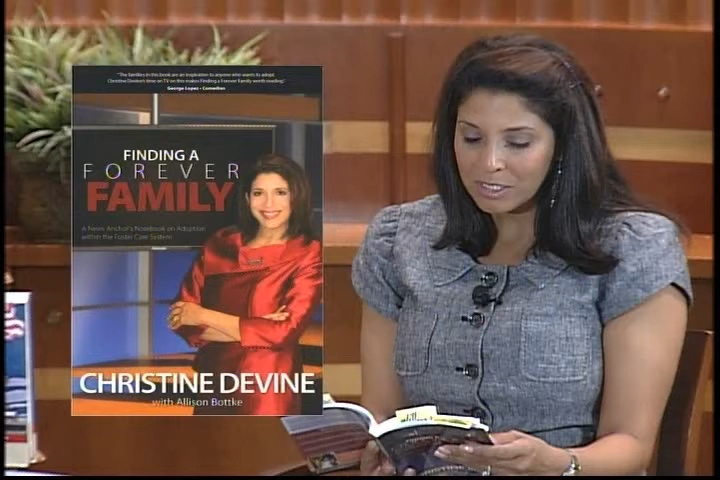 "The families in this book are an inspiration to anyone who wants to adopt.
Christine Devine's time on TV on this makes Finding a Forever Family worth reading."
George Lopez - Comedian
FINDING A
FOREVER
FAMILY
A News Anchor's Notebook on Adoption
within the Foster Care System
CHRISTINE DEVINE
with Allison Bottke